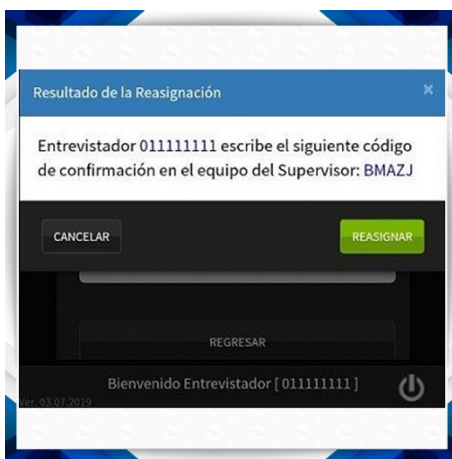 Resultado de la Reasignación ×
Entrevistador 011111111 escribe el siguiente código
de confirmación en el equipo del Supervisor: BMAZJ
CANCELAR REASIGNAR
REGRESAR
Bienvenido Entrevistador [ 011111111 ]
Ver. 03.07.2019